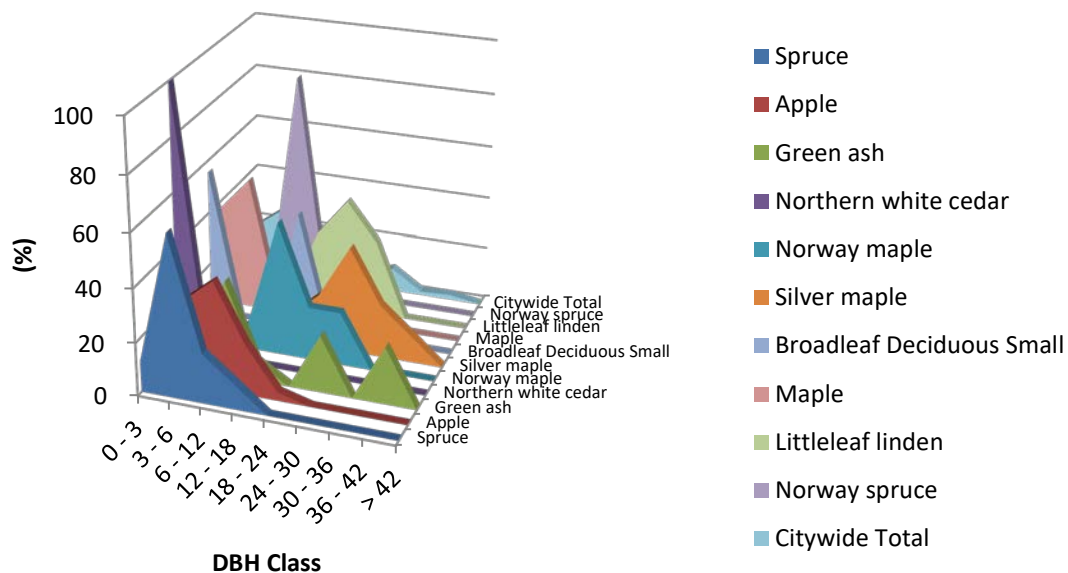 100
80
60
40
20
0
(%)
0 - 3
3 - 6
6 - 12
12 - 18
18 - 24
24 - 30
30 - 36
36 - 42
> 42
DBH Class
Citywide Total
Norway spruce
Littleleaf linden
Maple
Broadleaf Deciduous Small
Silver maple
Norway maple
Northern white cedar
Green ash
Apple
Spruce
Spruce
Apple
Green ash
Northern white cedar
Norway maple
Silver maple
Broadleaf Deciduous Small
Maple
Littleleaf linden
Norway spruce
Citywide Total